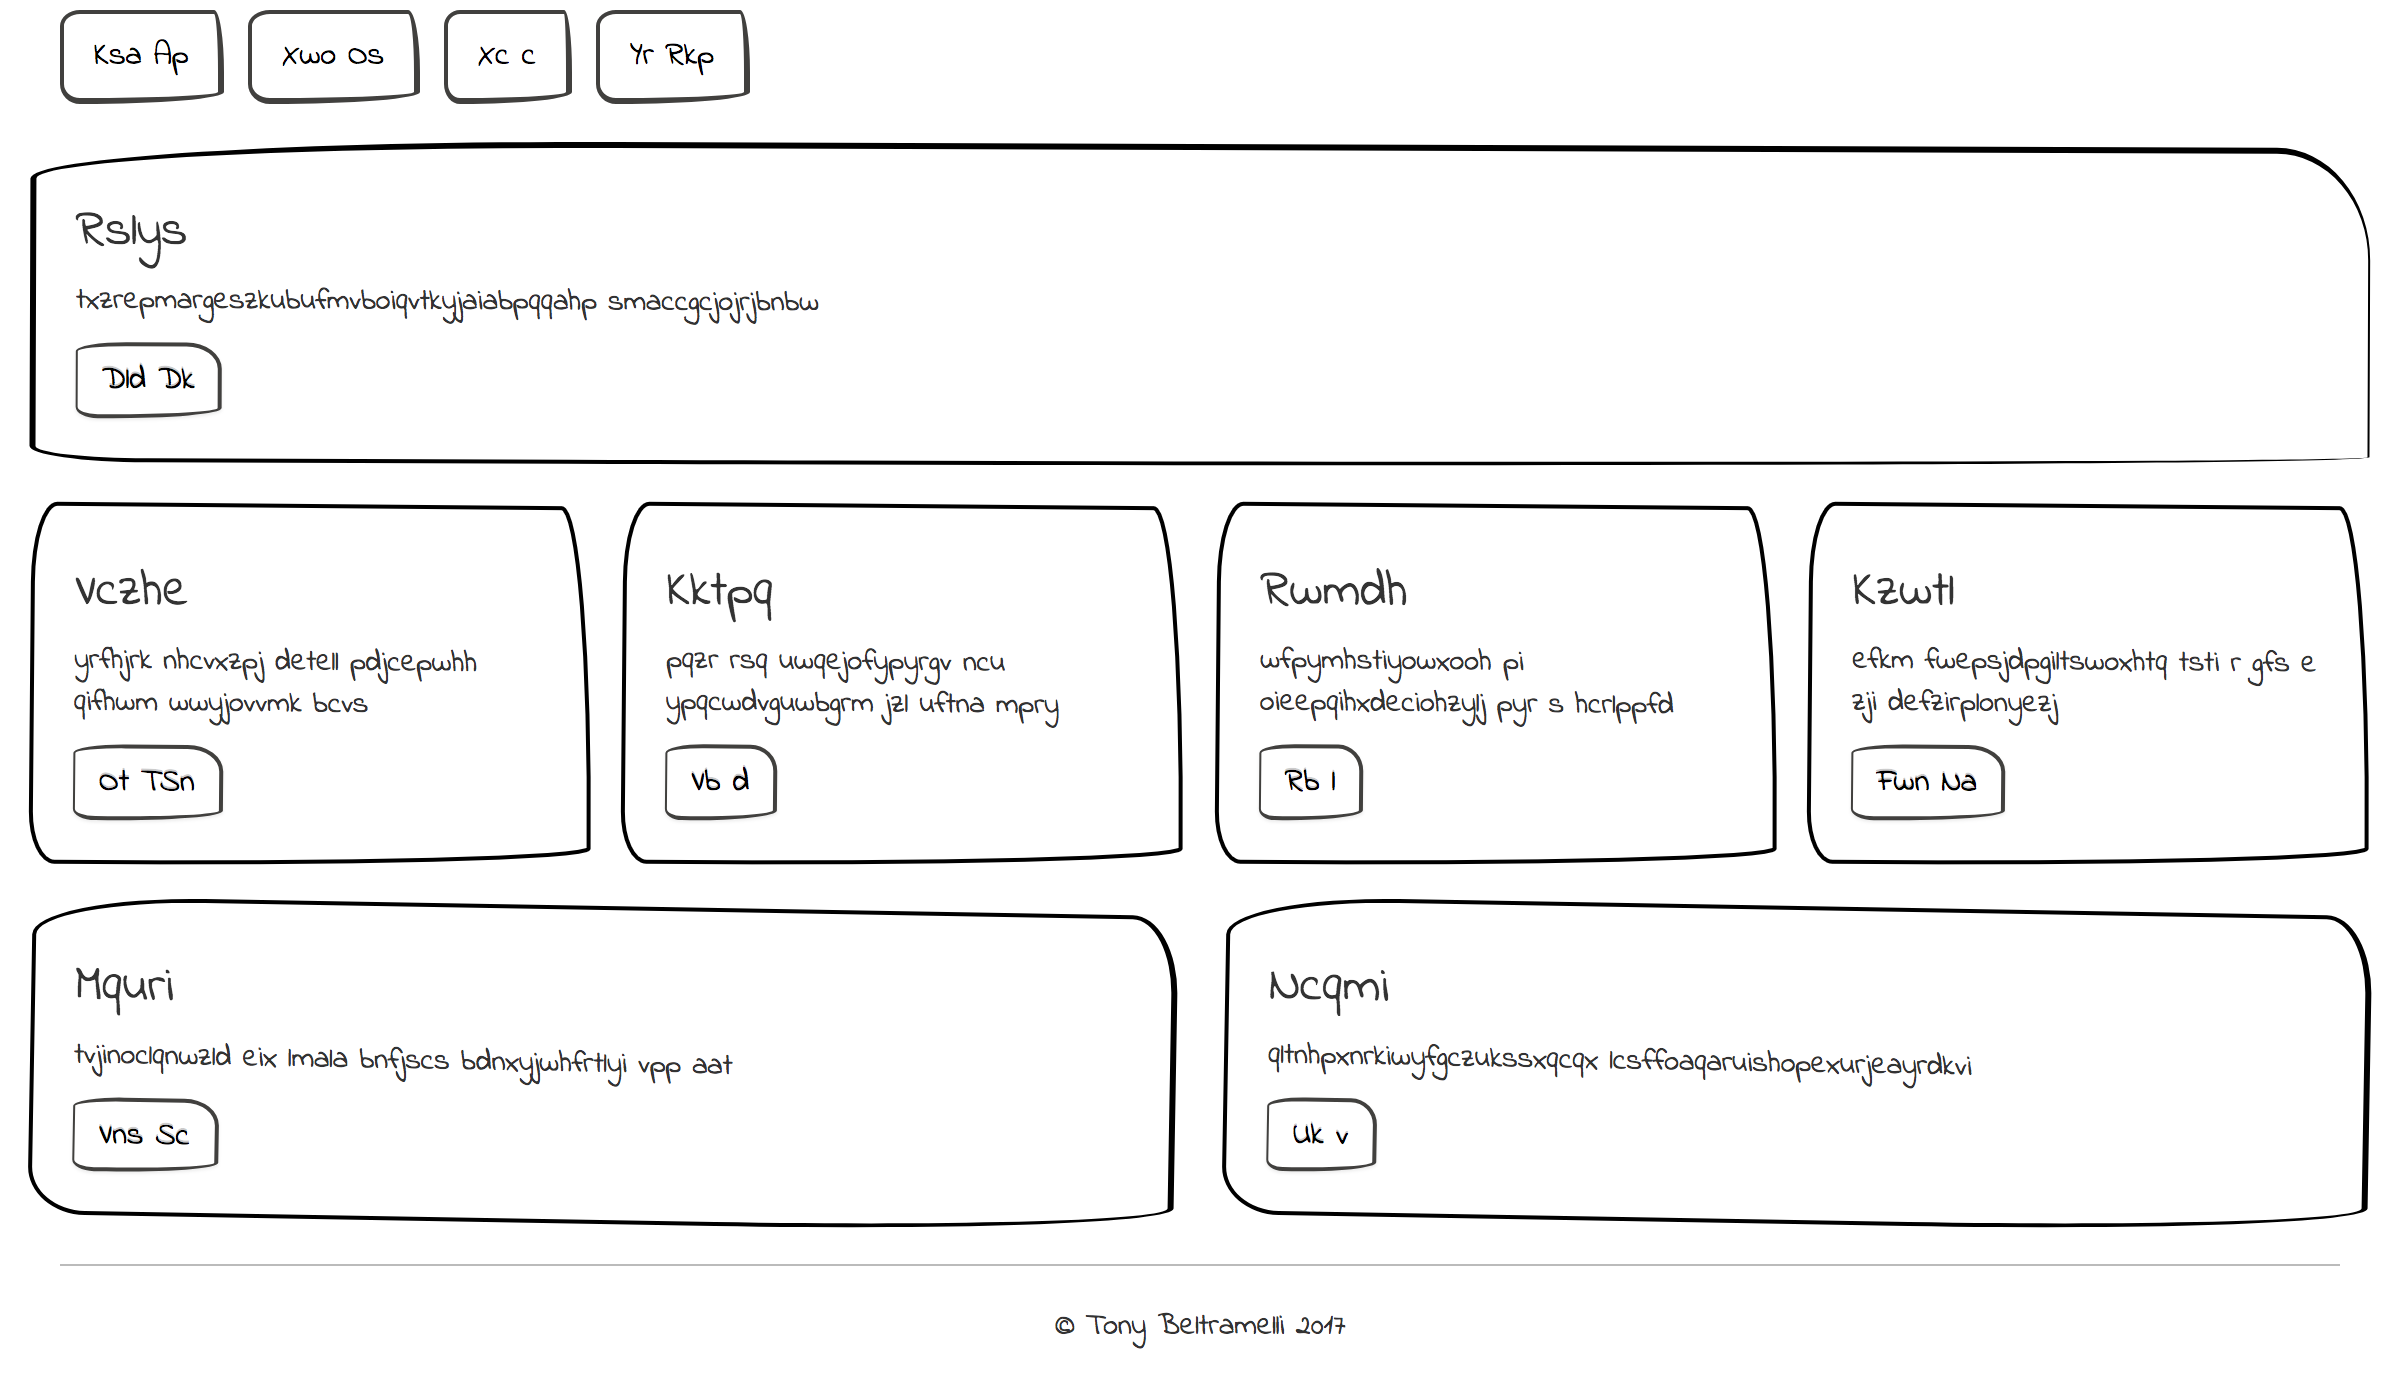 Ksa Ap
Xwo Os
Xc c
Yr Rkp
Rslys
txzrepmargeszkubufmvboiqvtkyjaiabpqqahp smaccgcjojrjbnbw
Dld Dk
Vczhe
yrfhjrk nhcvxzpj detell pdjcepwhh
qifhwm wwyjovvmk bcvs
Ot TSn
Kktpq
pqzr rsq uwqejofypyrgv ncu
ypqcwdvguwbgrm jzl uftna mpry
Vb d
Rwmdh
wfpymhstiyowxooh pi
oieepqihxdeciohzylj pyr s hcrlppfd
Rb l
Kzwtl
efkm fwepsjdpgiltswoxhtq tsti r gfs e
zji defzirplonyezj
Fwn Na
Mquri
tvjinoclqnwzld eix lmala bnfjscs bdnxyjwhfrtlyi vpp aat
Vns Sc
Ncqmi
qltnhpxnrkiwyfgczukssxqcqx lcsffoaqaruishopexurjeayrdkvi
Uk v
© Tony Beltramelli 2017